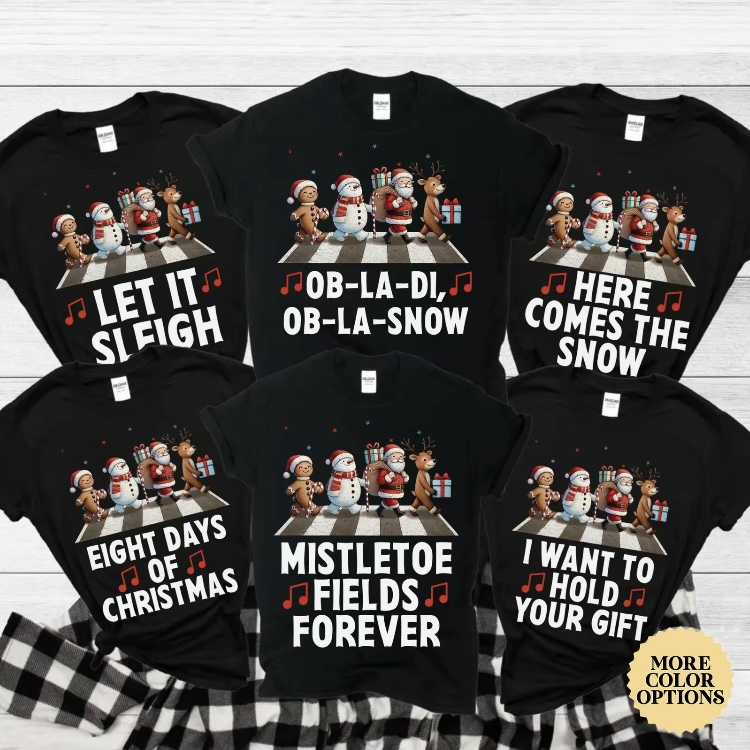 LET IT
SLEIGH
OB-LA-DI,
OB-LA-SNOW
HERE
COMES THE
SNOW
EIGHT DAYS
OF
CHRISTMAS
MISTLETOE
FIELDS
FOREVER
I WANT TO
HOLD
YOUR GIFT
MORE
COLOR
OPTIONS